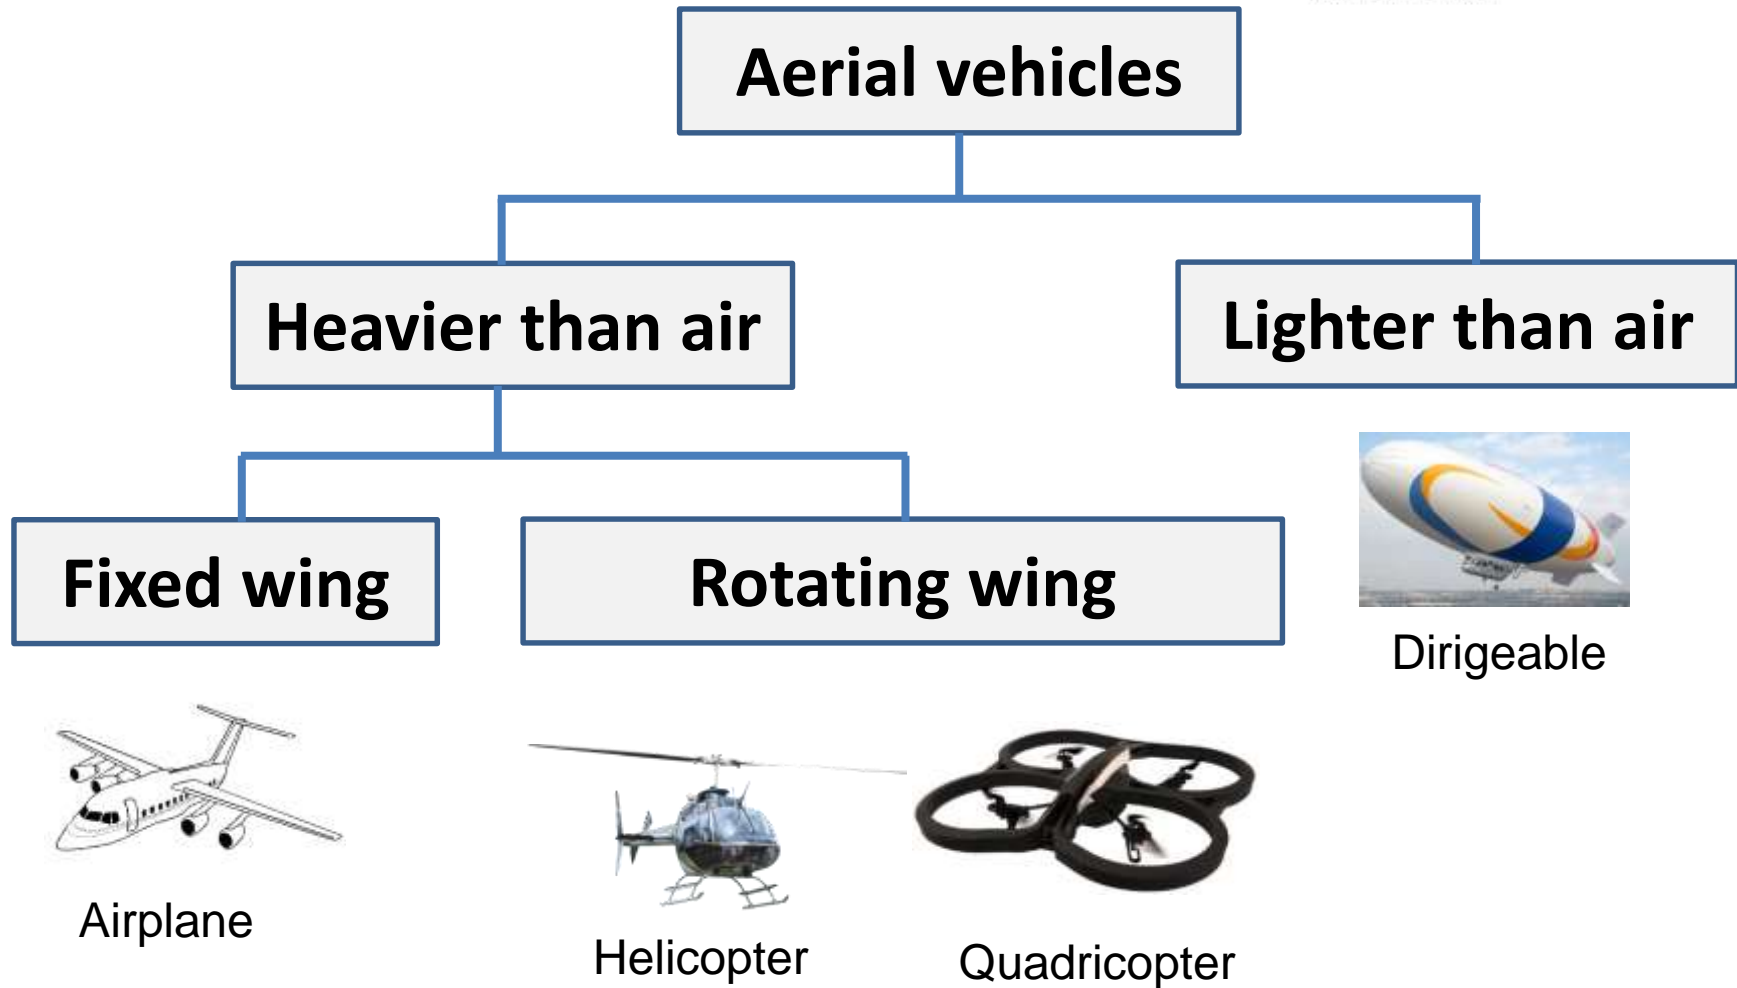 Aerial vehicles
Heavier than air
Lighter than air
Fixed wing
Rotating wing
Dirigeable
Airplane
Helicopter
Quadricopter